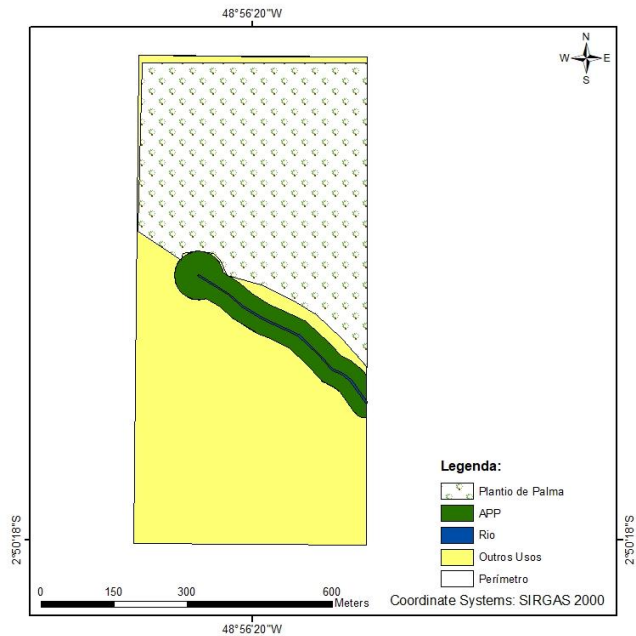 48°56'20"W
N
W E
S
Legenda:
Plantio de Palma
APP
Rio
Outros Usos
Perímetro
2°50'18"S
2°50'18"S
0 150 300 600
Meters
Coordinate Systems: SIRGAS 2000
48°56'20"W